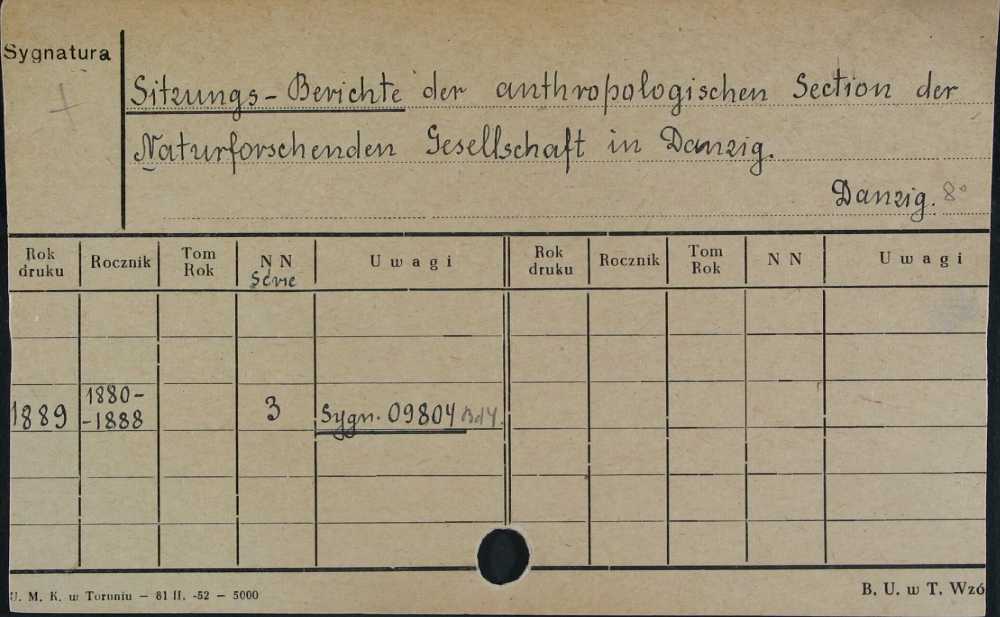 Sygnatura
+
Sitzungs-Berichte der anthropologischen Section der
Naturforschenden Gesellschaft in Danzig.
Danzig. 8°
Rok druku Rocznik Tom Rok N N Uwagi Rok druku Rocznik Tom Rok N N Uwagi
Serie
1889 1880-
-1888 3 Sygn. 09804 Bd4.
U. M. K. w Toruniu — 81 II. -52 — 5000 B. U. w T. Wzó